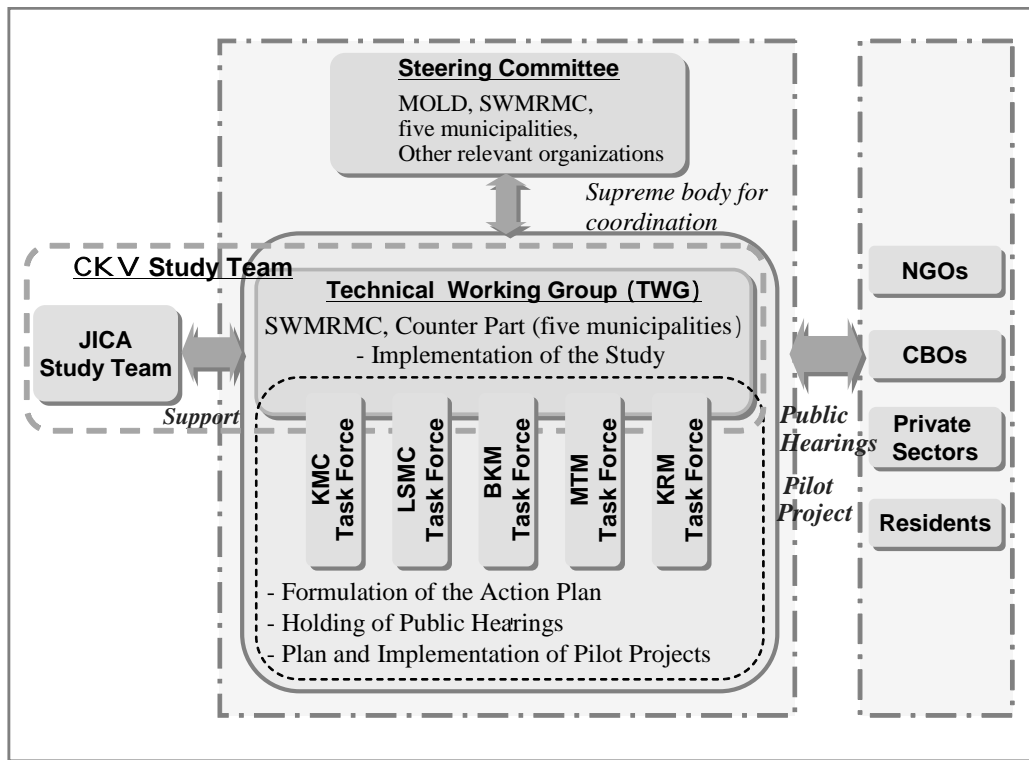 Steering Committee
MOLD, SWMRMC,
five municipalities,
Other relevant organizations
Supreme body for
coordination
CKV Study Team
JICA
Study Team
Support
Technical Working Group (TWG)
SWMRMC, Counter Part (five municipalities)
- Implementation of the Study
KMC
Task Force
LSMC
Task Force
BKM
Task Force
MTM
Task Force
KRM
Task Force
- Formulation of the Action Plan
- Holding of Public Hearings
- Plan and Implementation of Pilot Projects
Public
Hearings
Pilot
Project
NGOs
CBOs
Private
Sectors
Residents